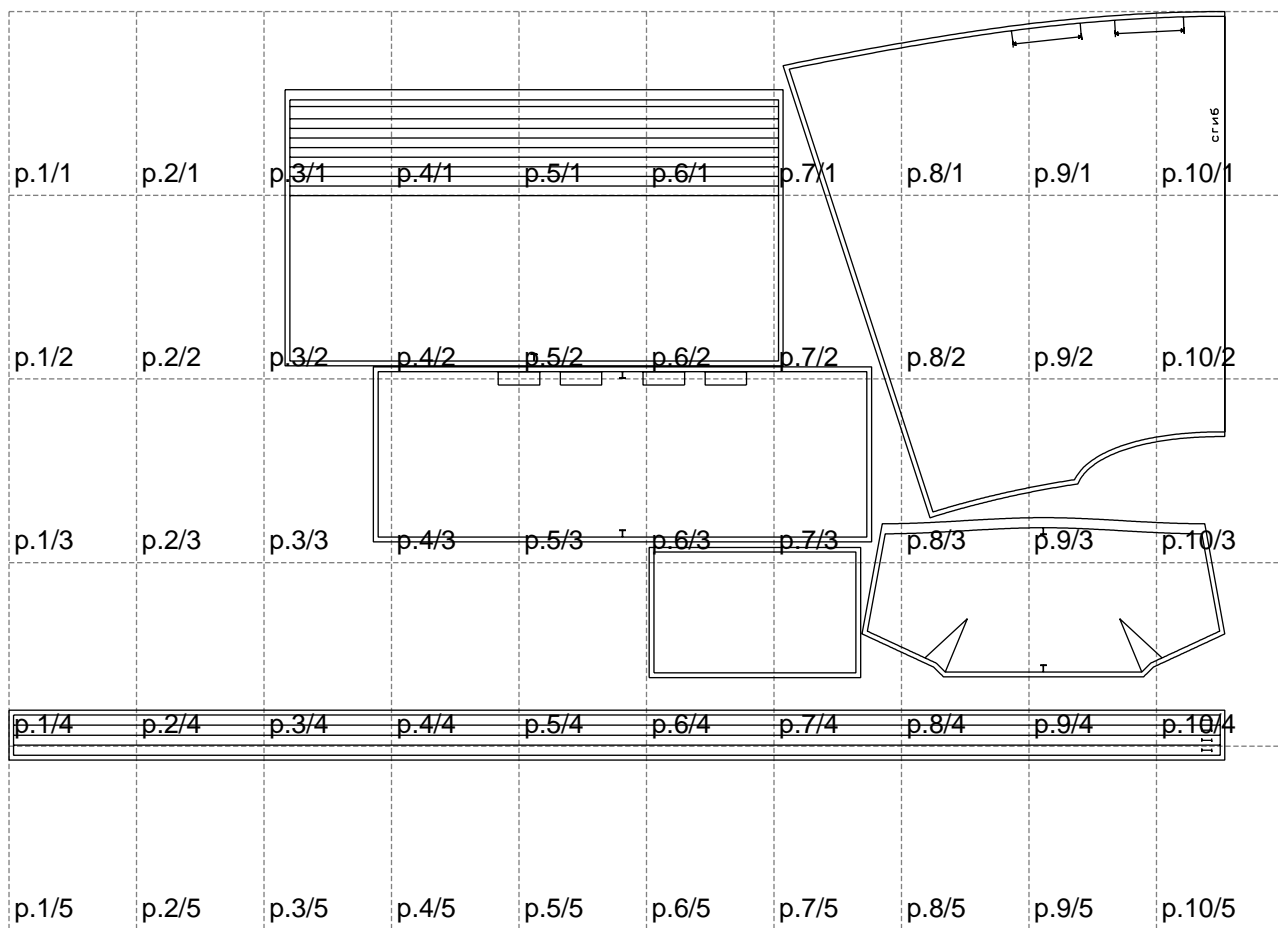 сгиб
p.1/1 p.2/1 p.3/1 p.4/1 p.5/1 p.6/1 p.7/1 p.8/1 p.9/1 p.10/1
p.1/2 p.2/2 p.3/2 p.4/2 p.5/2 p.6/2 p.7/2 p.8/2 p.9/2 p.10/2
p.1/3 p.2/3 p.3/3 p.4/3 p.5/3 p.6/3 p.7/3 p.8/3 p.9/3 p.10/3
p.1/4 p.2/4 p.3/4 p.4/4 p.5/4 p.6/4 p.7/4 p.8/4 p.9/4 p.10/4
p.1/5 p.2/5 p.3/5 p.4/5 p.5/5 p.6/5 p.7/5 p.8/5 p.9/5 p.10/5